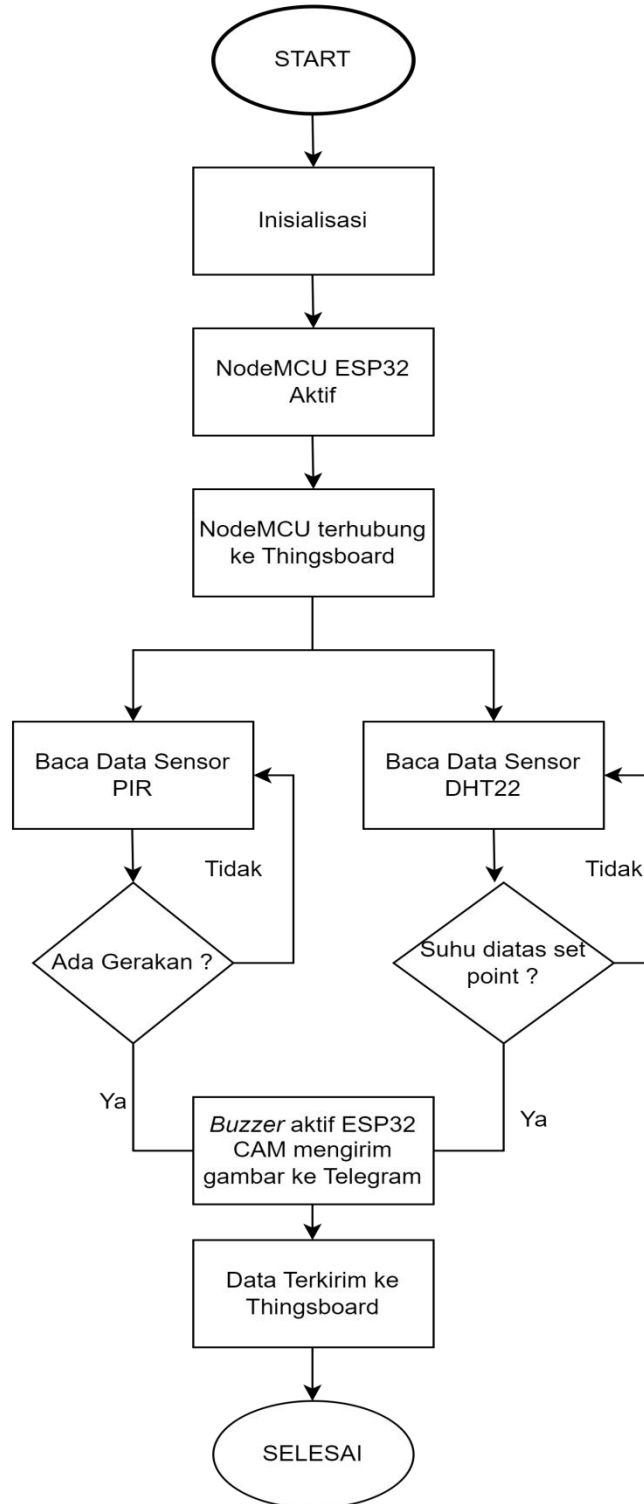 START
Inisialisasi
NodeMCU ESP32
Aktif
NodeMCU terhubung
ke Thingsboard
Baca Data Sensor
PIR
Baca Data Sensor
DHT22
Tidak
Tidak
Ada Gerakan ?
Suhu diatas set
point ?
Ya
Ya
Buzzer aktif ESP32
CAM mengirim
gambar ke Telegram
Data Terkirim ke
Thingsboard
SELESAI